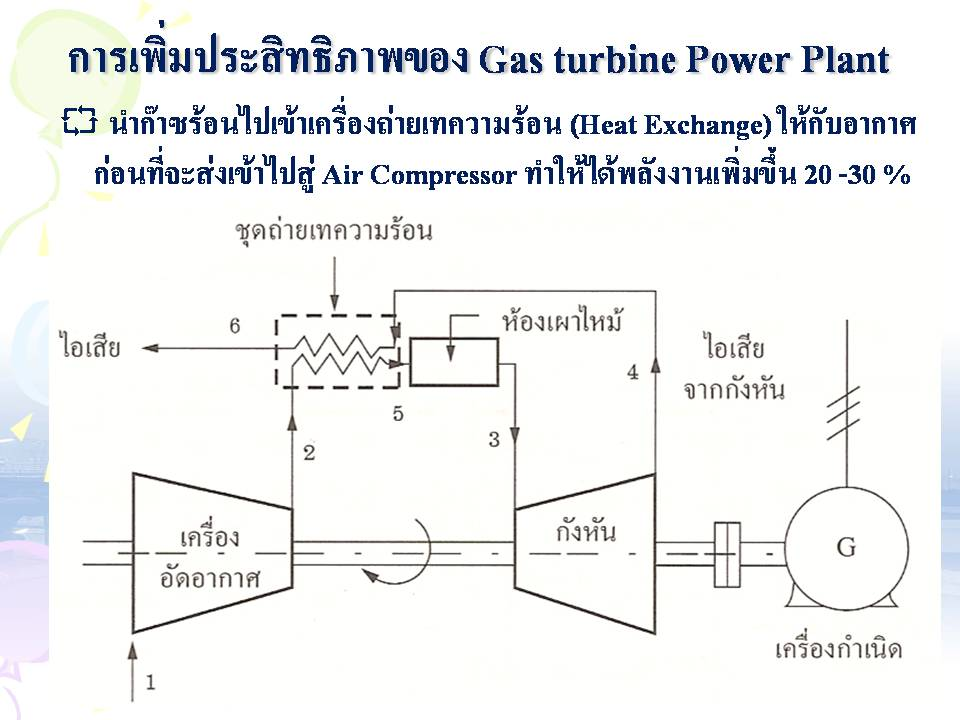 การเพิ่มประสิทธิภาพของ Gas turbine Power Plant
นำก๊าซร้อนไปเข้าเครื่องถ่ายเทความร้อน (Heat Exchange) ให้กับอากาศ
ก่อนที่จะส่งเข้าไปสู่ Air Compressor ทำให้ได้พลังงานเพิ่มขึ้น 20 -30 %
ชุดถ่ายเทความร้อน
6
ห้องเผาไหม้
ไอเสีย
ไอเสีย
จากกังหัน
4
5
3
2
เครื่อง
อัดอากาศ
กังหัน
G
เครื่องกำเนิด
1